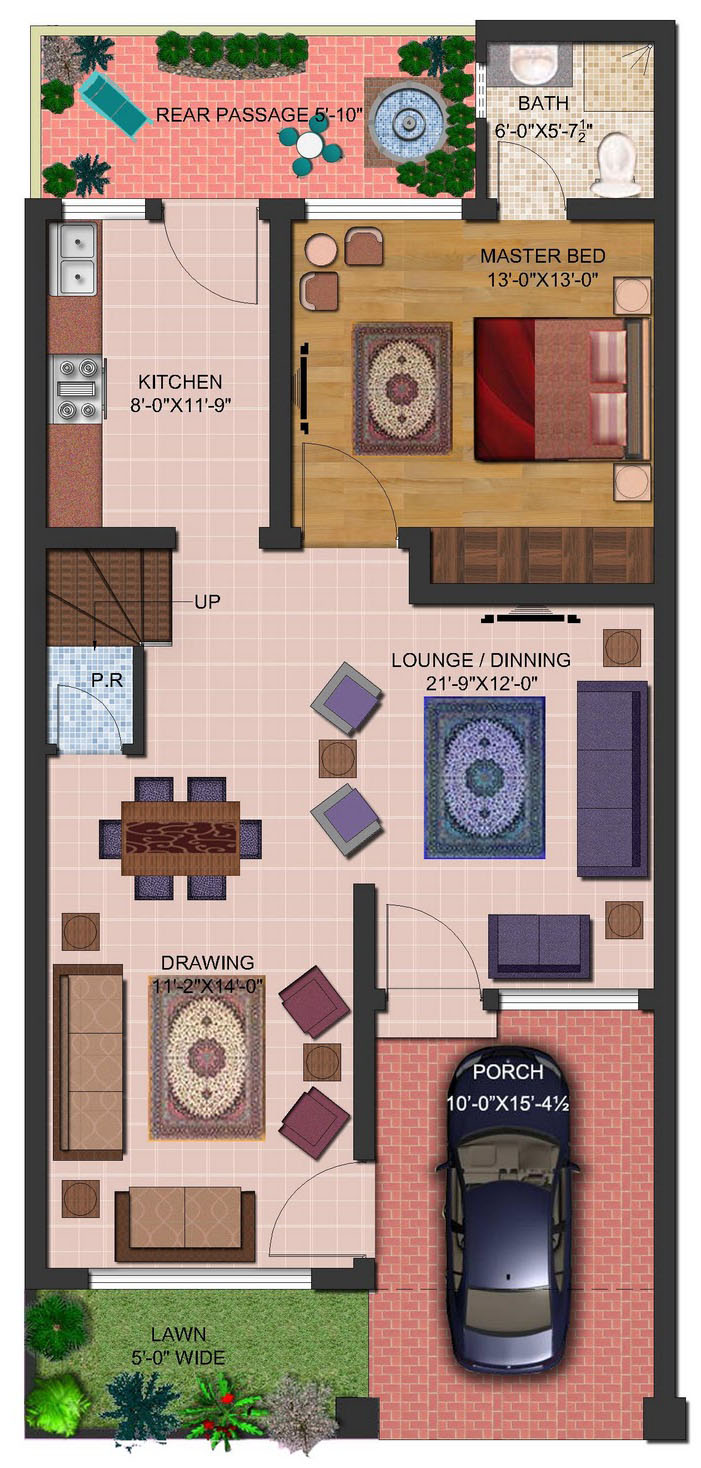 REAR PASSAGE 5'-10"
BATH
6'-0"X5'-7½"
MASTER BED
13'-0"X13'-0"
KITCHEN
8'-0"X11'-9"
UP
P.R
LOUNGE / DINNING
21'-9"X12'-0"
DRAWING
11'-2"X14'-0"
PORCH
10'-0"X15'-4½
LAWN
5'-0" WIDE